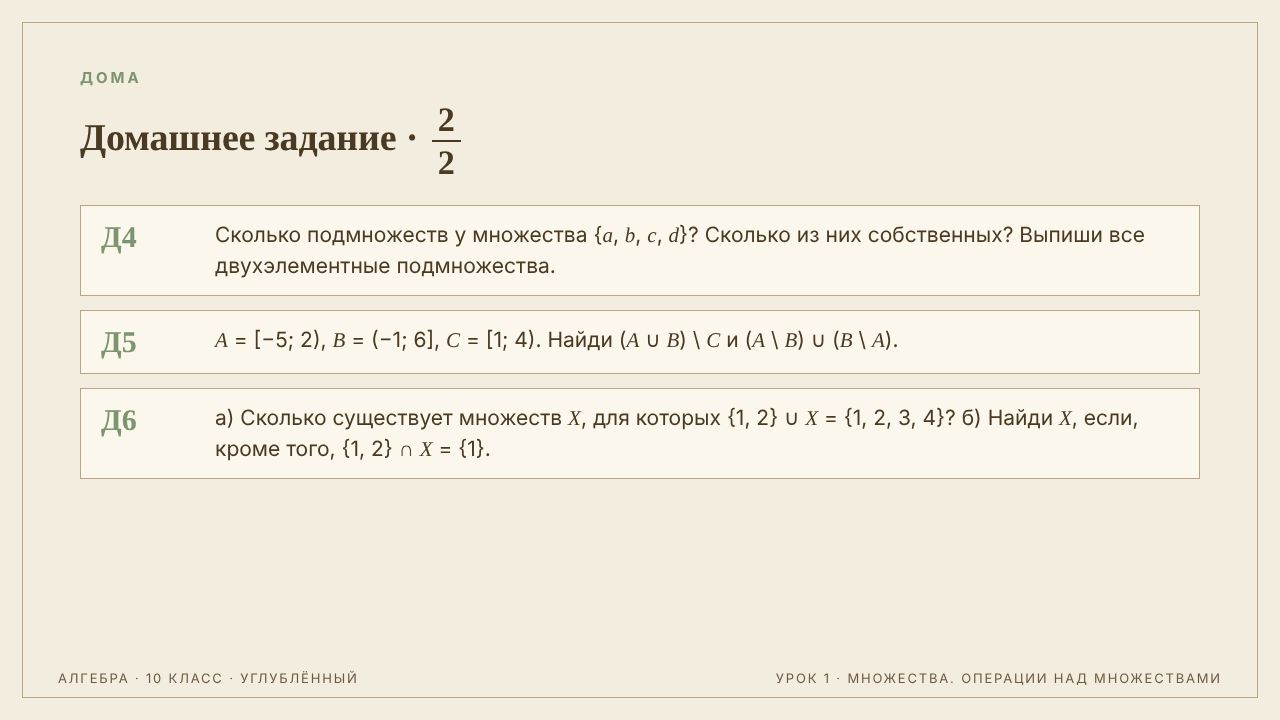 ДОМА
Домашнее задание · 2/2
Д4
Сколько подмножеств у множества {a, b, c, d}? Сколько из них собственных? Выпиши все
двухэлементные подмножества.
Д5
A = [−5; 2), B = (−1; 6], C = [1; 4). Найди (A ∪ B) \ C и (A \ B) ∪ (B \ A).
Д6
а) Сколько существует множеств X, для которых {1, 2} ∪ X = {1, 2, 3, 4}? б) Найди X, если,
кроме того, {1, 2} ∩ X = {1}.
АЛГЕБРА · 10 КЛАСС · УГЛУБЛЁННЫЙ
УРОК 1 · МНОЖЕСТВА. ОПЕРАЦИИ НАД МНОЖЕСТВАМИ